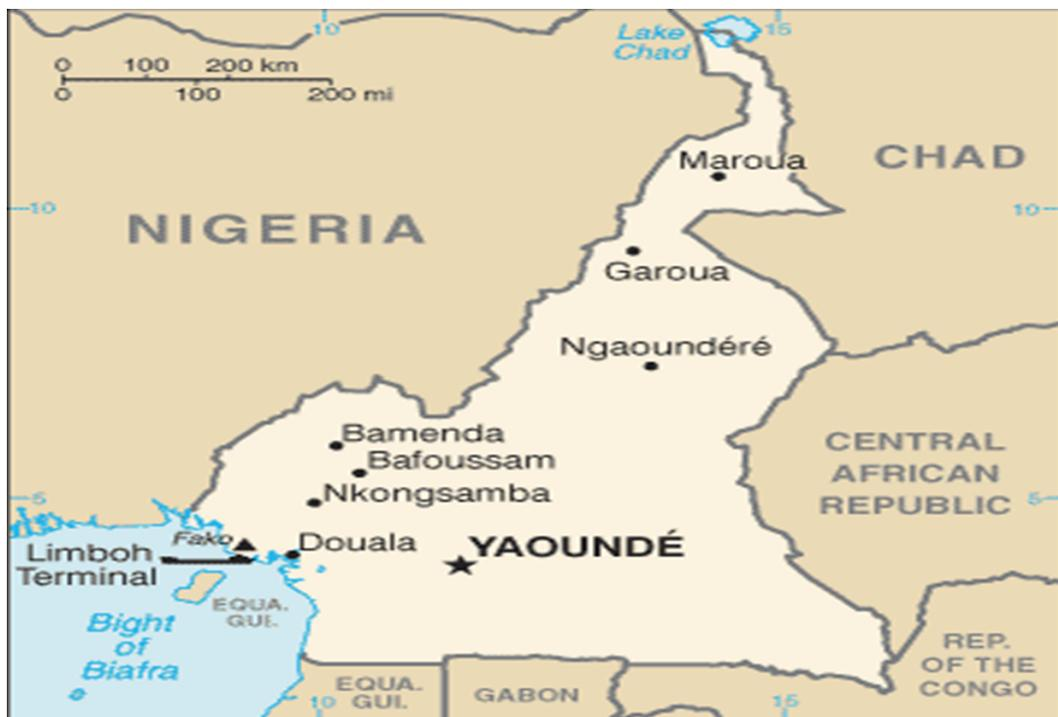 10
15
Lake
Chad
0 100 200 km
0 100 200 mi
Maroua
CHAD
10
10
NIGERIA
Garoua
Ngaoundéré
Bamenda
CENTRAL
AFRICAN
REPUBLIC
Bafoussam
Nkongsamba
5
5
Fako
Douala
YAOUNDÉ
Limboh
Terminal
EQUA.
GUI.
Bight
of
Biafra
REP.
OF THE
CONGO
EQUA.
GUI.
GABON
10
15